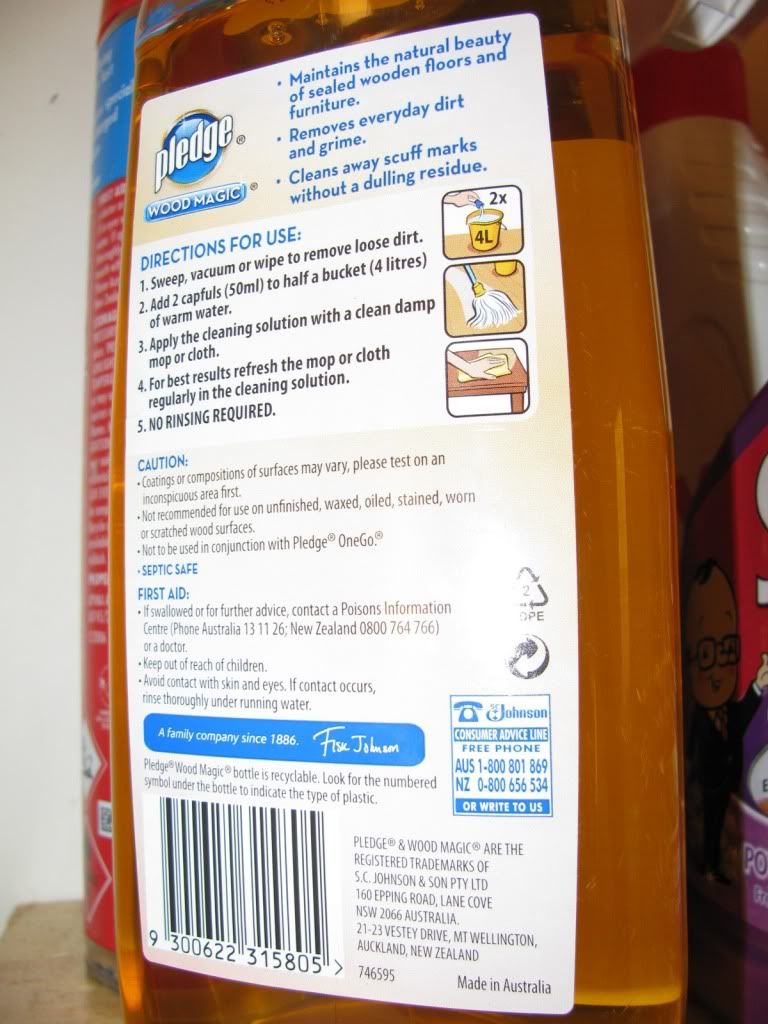 • Maintains the natural beauty
of sealed wooden floors and
furniture.
• Removes everyday dirt
and grime.
• Cleans away scuff marks
without a dulling residue.
Pledge®
WOOD MAGIC®
DIRECTIONS FOR USE:
1. Sweep, vacuum or wipe to remove loose dirt.
2. Add 2 capfuls (50ml) to half a bucket (4 litres)
of warm water.
3. Apply the cleaning solution with a clean damp
mop or cloth.
4. For best results refresh the mop or cloth
regularly in the cleaning solution.
5. NO RINSING REQUIRED.
2x
4L
CAUTION:
• Coatings or compositions of surfaces may vary, please test on an
inconspicuous area first.
• Not recommended for use on unfinished, waxed, oiled, stained, worn
or scratched wood surfaces.
• Not to be used in conjunction with Pledge® OneGo.®
• SEPTIC SAFE
FIRST AID:
• If swallowed or for further advice, contact a Poisons Information
Centre (Phone Australia 13 11 26; New Zealand 0800 764 766)
or a doctor.
• Keep out of reach of children.
• Avoid contact with skin and eyes. If contact occurs,
rinse thoroughly under running water.
2
DPE
A family company since 1886. Fisk Johnson
SC Johnson
CONSUMER ADVICE LINE
FREE PHONE
AUS 1-800 801 869
NZ 0-800 656 534
OR WRITE TO US
Pledge® Wood Magic® bottle is recyclable. Look for the numbered
symbol under the bottle to indicate the type of plastic.
9 300622 315805 >
PLEDGE® & WOOD MAGIC® ARE THE
REGISTERED TRADEMARKS OF
S.C. JOHNSON & SON PTY LTD
160 EPPING ROAD, LANE COVE
NSW 2066 AUSTRALIA.
21-23 VESTEY DRIVE, MT WELLINGTON,
AUCKLAND, NEW ZEALAND
746595
Made in Australia
PO